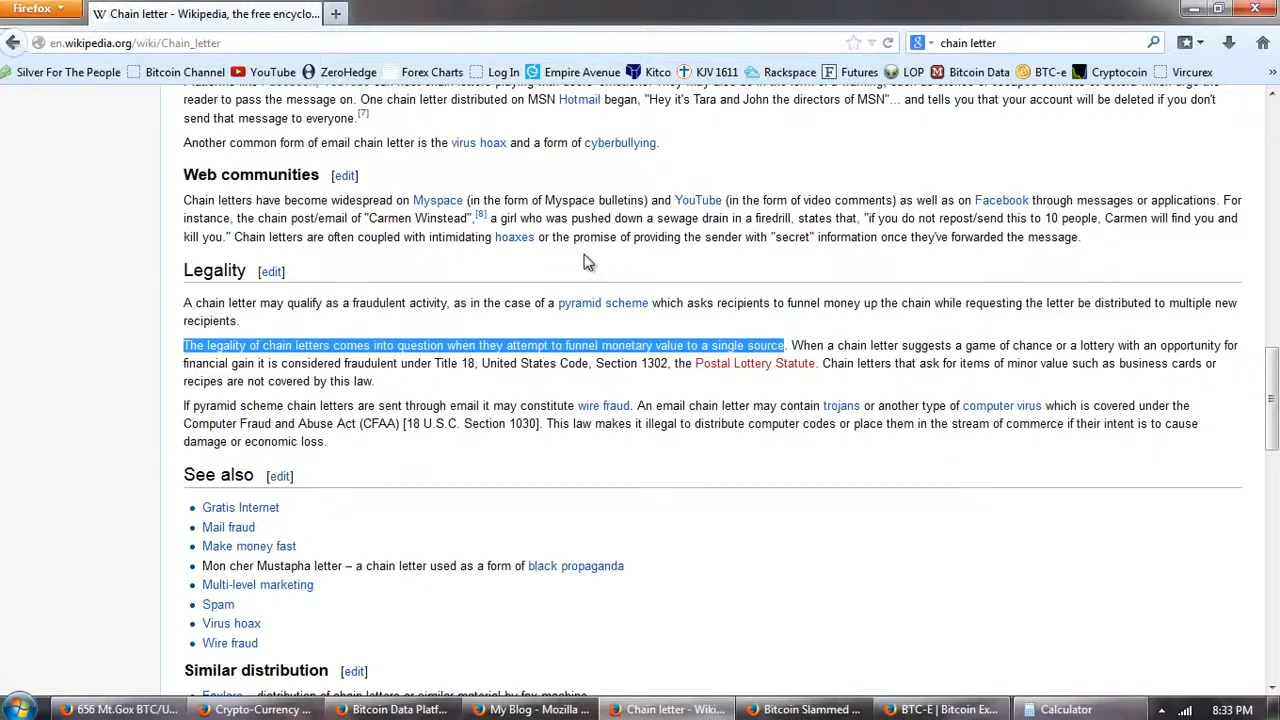 Firefox
Chain letter - Wikipedia, the free encyclo...
en.wikipedia.org/wiki/Chain_letter
chain letter
Silver For The People Bitcoin Channel YouTube ZeroHedge Forex Charts Log In Empire Avenue Kitco KJV 1611 Rackspace Futures LOP Bitcoin Data BTC-e Cryptocoin Vircurex »
reader to pass the message on. One chain letter distributed on MSN Hotmail began, "Hey it's Tara and John the directors of MSN"... and tells you that your account will be deleted if you don't
send that message to everyone.[7]
Another common form of email chain letter is the virus hoax and a form of cyberbullying.
Web communities [edit]
Chain letters have become widespread on Myspace (in the form of Myspace bulletins) and YouTube (in the form of video comments) as well as on Facebook through messages or applications. For
instance, the chain post/email of "Carmen Winstead",[8] a girl who was pushed down a sewage drain in a firedrill, states that, "if you do not repost/send this to 10 people, Carmen will find you and
kill you." Chain letters are often coupled with intimidating hoaxes or the promise of providing the sender with "secret" information once they've forwarded the message.
Legality [edit]
A chain letter may qualify as a fraudulent activity, as in the case of a pyramid scheme which asks recipients to funnel money up the chain while requesting the letter be distributed to multiple new
recipients.
The legality of chain letters comes into question when they attempt to funnel monetary value to a single source. When a chain letter suggests a game of chance or a lottery with an opportunity for
financial gain it is considered fraudulent under Title 18, United States Code, Section 1302, the Postal Lottery Statute. Chain letters that ask for items of minor value such as business cards or
recipes are not covered by this law.
If pyramid scheme chain letters are sent through email it may constitute wire fraud. An email chain letter may contain trojans or another type of computer virus which is covered under the
Computer Fraud and Abuse Act (CFAA) [18 U.S.C. Section 1030]. This law makes it illegal to distribute computer codes or place them in the stream of commerce if their intent is to cause
damage or economic loss.
See also [edit]
Gratis Internet
Mail fraud
Make money fast
Mon cher Mustapha letter – a chain letter used as a form of black propaganda
Multi-level marketing
Spam
Virus hoax
Wire fraud
Similar distribution [edit]
Faxlore – distribution of chain letters or similar material by fax machine
656 Mt.Gox BTC/U... Crypto-Currency ... Bitcoin Data Platf... My Blog - Mozilla ... Chain letter - Wiki... Bitcoin Slammed ... BTC-E | Bitcoin Ex... Calculator 8:33 PM